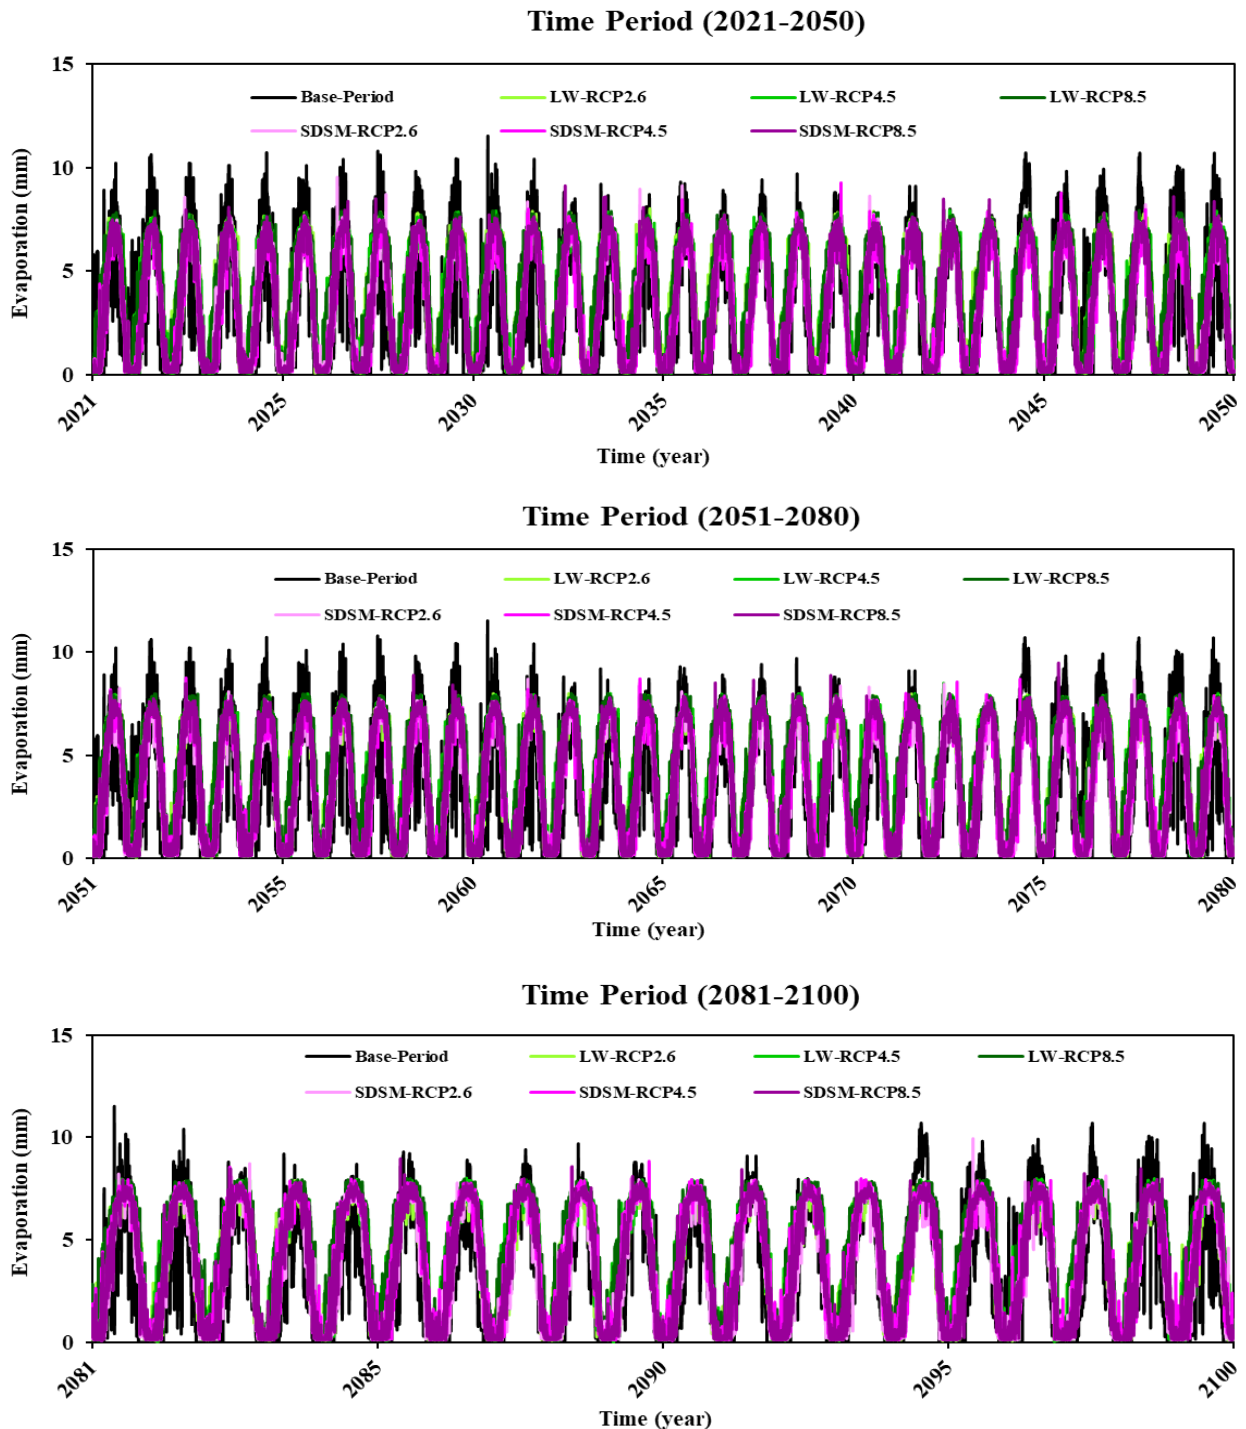 Time Period (2021-2050)
15
Base-Period LW-RCP2.6 LW-RCP4.5 LW-RCP8.5
SDSM-RCP2.6 SDSM-RCP4.5 SDSM-RCP8.5
10
5
0
Evaporation (mm)
2021 2025 2030 2035 2040 2045 2050
Time (year)
Time Period (2051-2080)
15
Base-Period LW-RCP2.6 LW-RCP4.5 LW-RCP8.5
SDSM-RCP2.6 SDSM-RCP4.5 SDSM-RCP8.5
10
5
0
Evaporation (mm)
2051 2055 2060 2065 2070 2075 2080
Time (year)
Time Period (2081-2100)
15
Base-Period LW-RCP2.6 LW-RCP4.5 LW-RCP8.5
SDSM-RCP2.6 SDSM-RCP4.5 SDSM-RCP8.5
10
5
0
Evaporation (mm)
2081 2085 2090 2095 2100
Time (year)